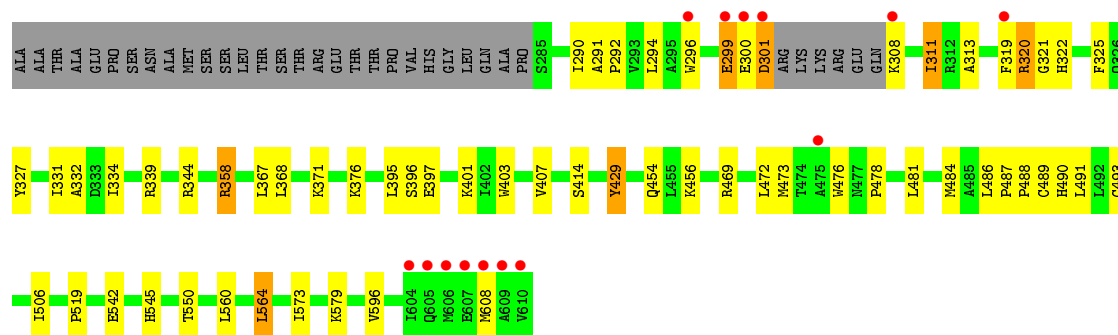 ALA ALA THR ALA GLU PRO SER ASN ALA MET SER SER LEU THR SER THR ARG GLU THR THR PRO VAL HIS GLY LEU GLN ALA PRO S285 I290 A291 P292 V293 L294 A295 W296 E299 E300 D301 ARG LYS LYS ARG GLU GLN K308 I311 R312 A313 F319 R320 G321 H322 F325 Q326
Y327 I331 A332 D333 I334 R339 R344 R358 L367 L368 K371 K376 L395 S396 E397 K401 I402 W403 V407 S414 Y429 Q454 L455 K456 R469 L472 M473 T474 A475 W476 N477 P478 L481 M484 A485 L486 P487 P488 C489 H490 L491 L492 C493
I506 P519 E542 H545 T550 L560 L564 I573 K579 V596 I604 Q605 M606 E607 M608 A609 V610